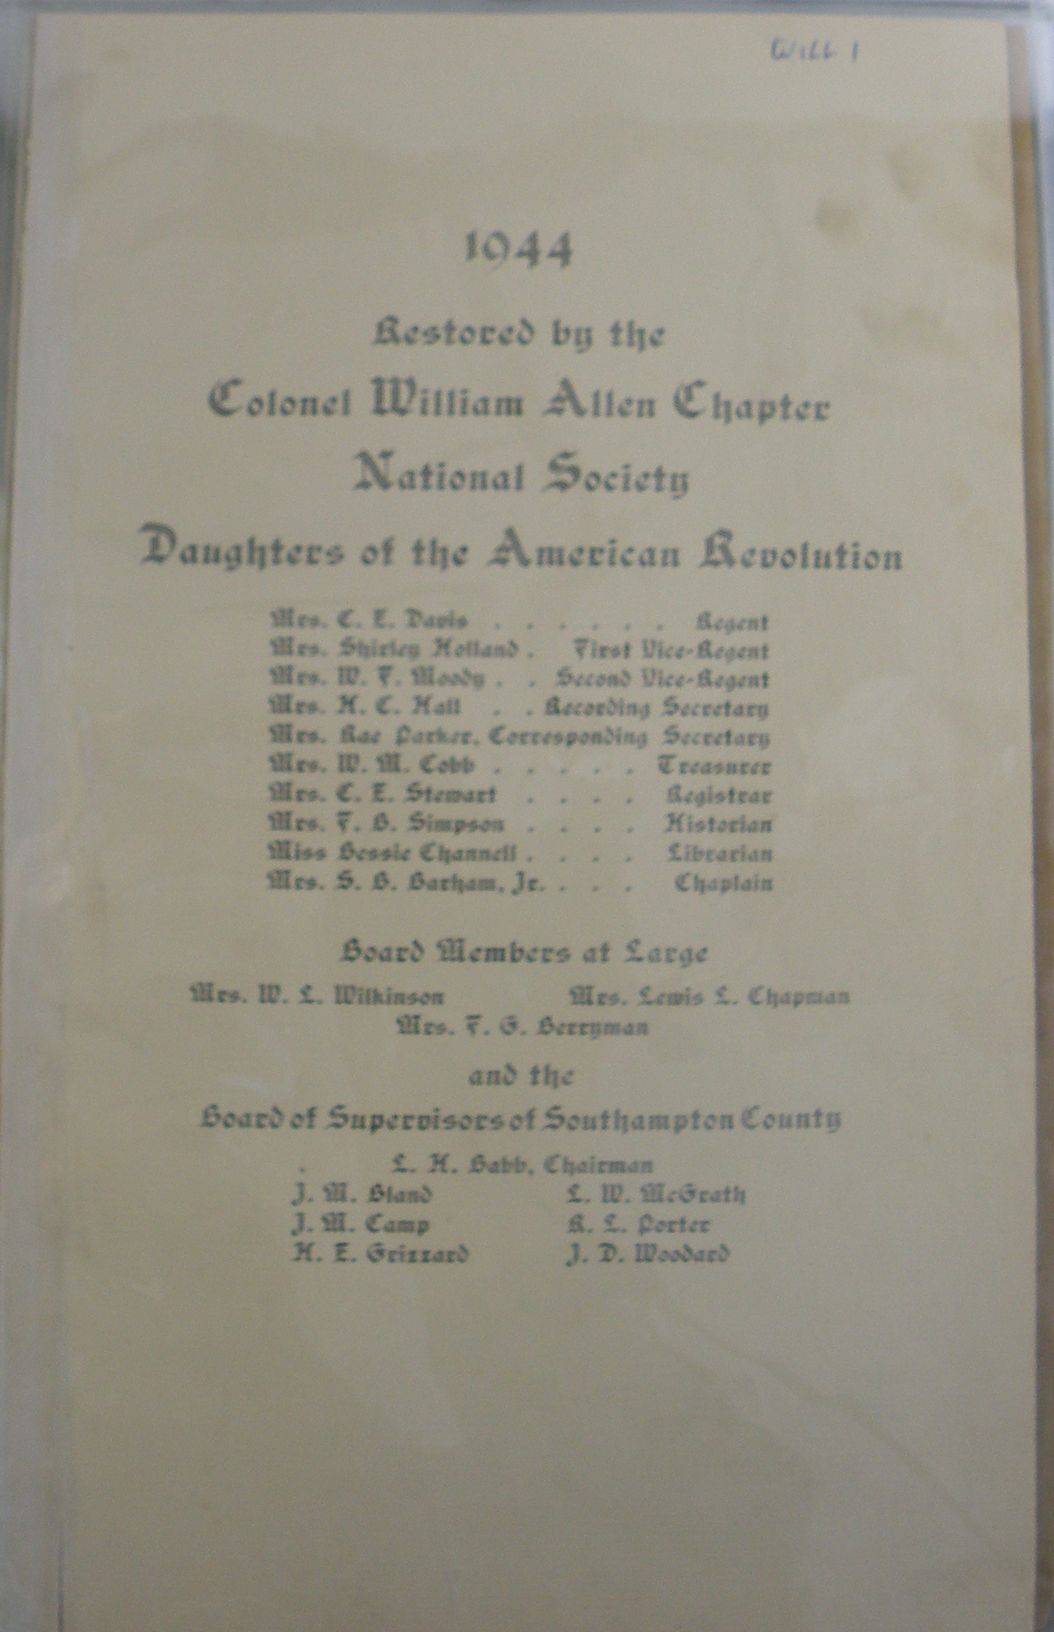 Will 1
1944
Restored by the
Colonel William Allen Chapter
National Society
Daughters of the American Revolution
Mrs. C. E. Davis . . . . . . Regent
Mrs. Shirley Holland . First Vice-Regent
Mrs. W. F. Moody . . Second Vice-Regent
Mrs. H. C. Hall . . Recording Secretary
Mrs. Rae Parker, Corresponding Secretary
Mrs. W. M. Cobb . . . . . Treasurer
Mrs. C. E. Stewart . . . . Registrar
Mrs. F. B. Simpson . . . . Historian
Miss Bessie Channell . . . . Librarian
Mrs. S. B. Barham, Jr. . . . Chaplain
Board Members at Large
Mrs. W. L. Wilkinson Mrs. Lewis L. Chapman
Mrs. F. G. Berryman
and the
Board of Supervisors of Southampton County
L. H. Babb, Chairman
J. M. Bland L. W. McGrath
J. M. Camp R. L. Porter
H. E. Grizzard J. D. Woodard